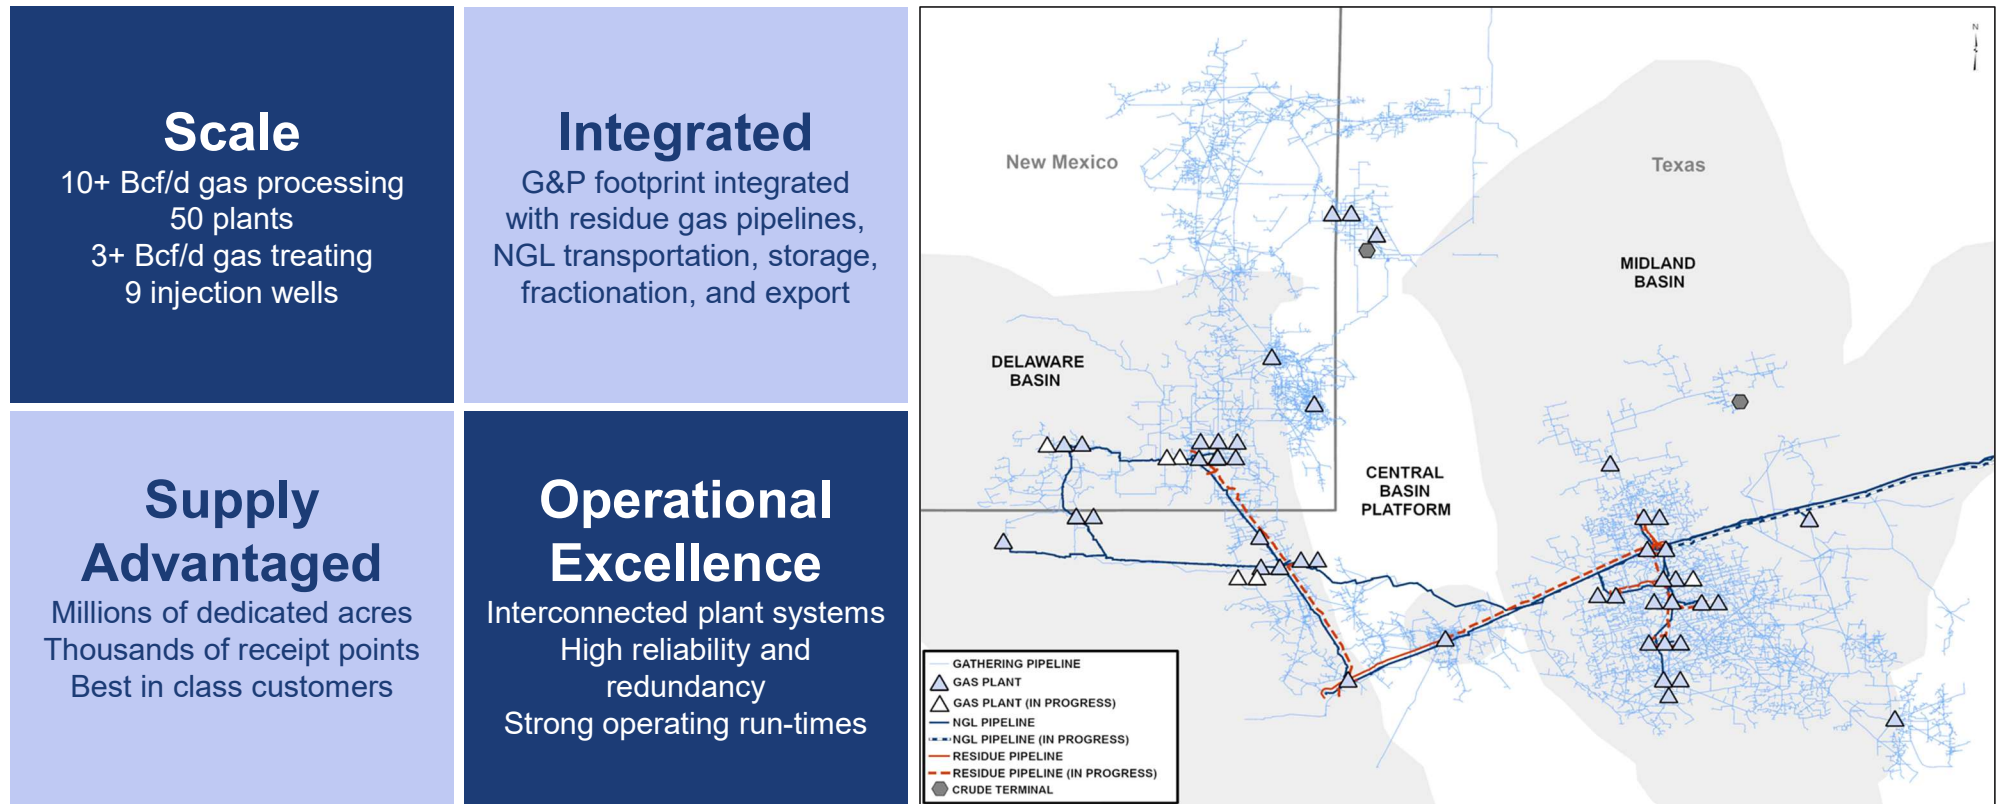 Scale
10+ Bcf/d gas processing
50 plants
3+ Bcf/d gas treating
9 injection wells
Integrated
G&P footprint integrated
with residue gas pipelines,
NGL transportation, storage,
fractionation, and export
Supply
Advantaged
Millions of dedicated acres
Thousands of receipt points
Best in class customers
Operational
Excellence
Interconnected plant systems
High reliability and
redundancy
Strong operating run-times
N
New Mexico
Texas
MIDLAND
BASIN
DELAWARE
BASIN
CENTRAL
BASIN
PLATFORM
GATHERING PIPELINE
GAS PLANT
GAS PLANT (IN PROGRESS)
NGL PIPELINE
NGL PIPELINE (IN PROGRESS)
RESIDUE PIPELINE
RESIDUE PIPELINE (IN PROGRESS)
CRUDE TERMINAL